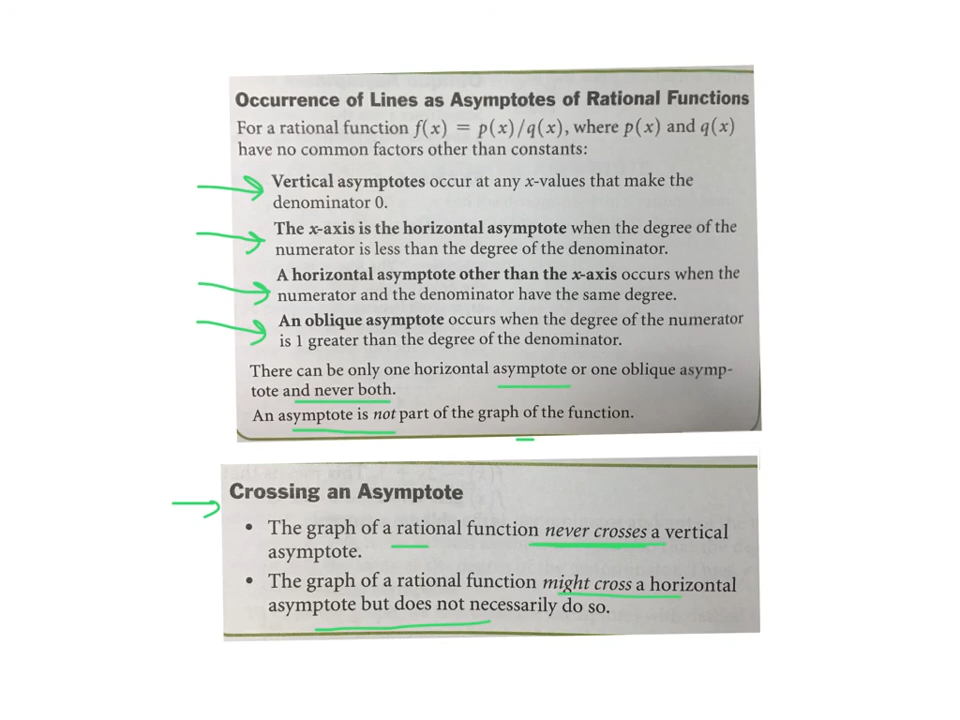 Occurrence of Lines as Asymptotes of Rational Functions
For a rational function f(x) = p(x)/q(x), where p(x) and q(x)
have no common factors other than constants:
Vertical asymptotes occur at any x-values that make the
denominator 0.
The x-axis is the horizontal asymptote when the degree of the
numerator is less than the degree of the denominator.
A horizontal asymptote other than the x-axis occurs when the
numerator and the denominator have the same degree.
An oblique asymptote occurs when the degree of the numerator
is 1 greater than the degree of the denominator.
There can be only one horizontal asymptote or one oblique asymp-
tote and never both.
An asymptote is not part of the graph of the function.
Crossing an Asymptote
• The graph of a rational function never crosses a vertical
asymptote.
• The graph of a rational function might cross a horizontal
asymptote but does not necessarily do so.